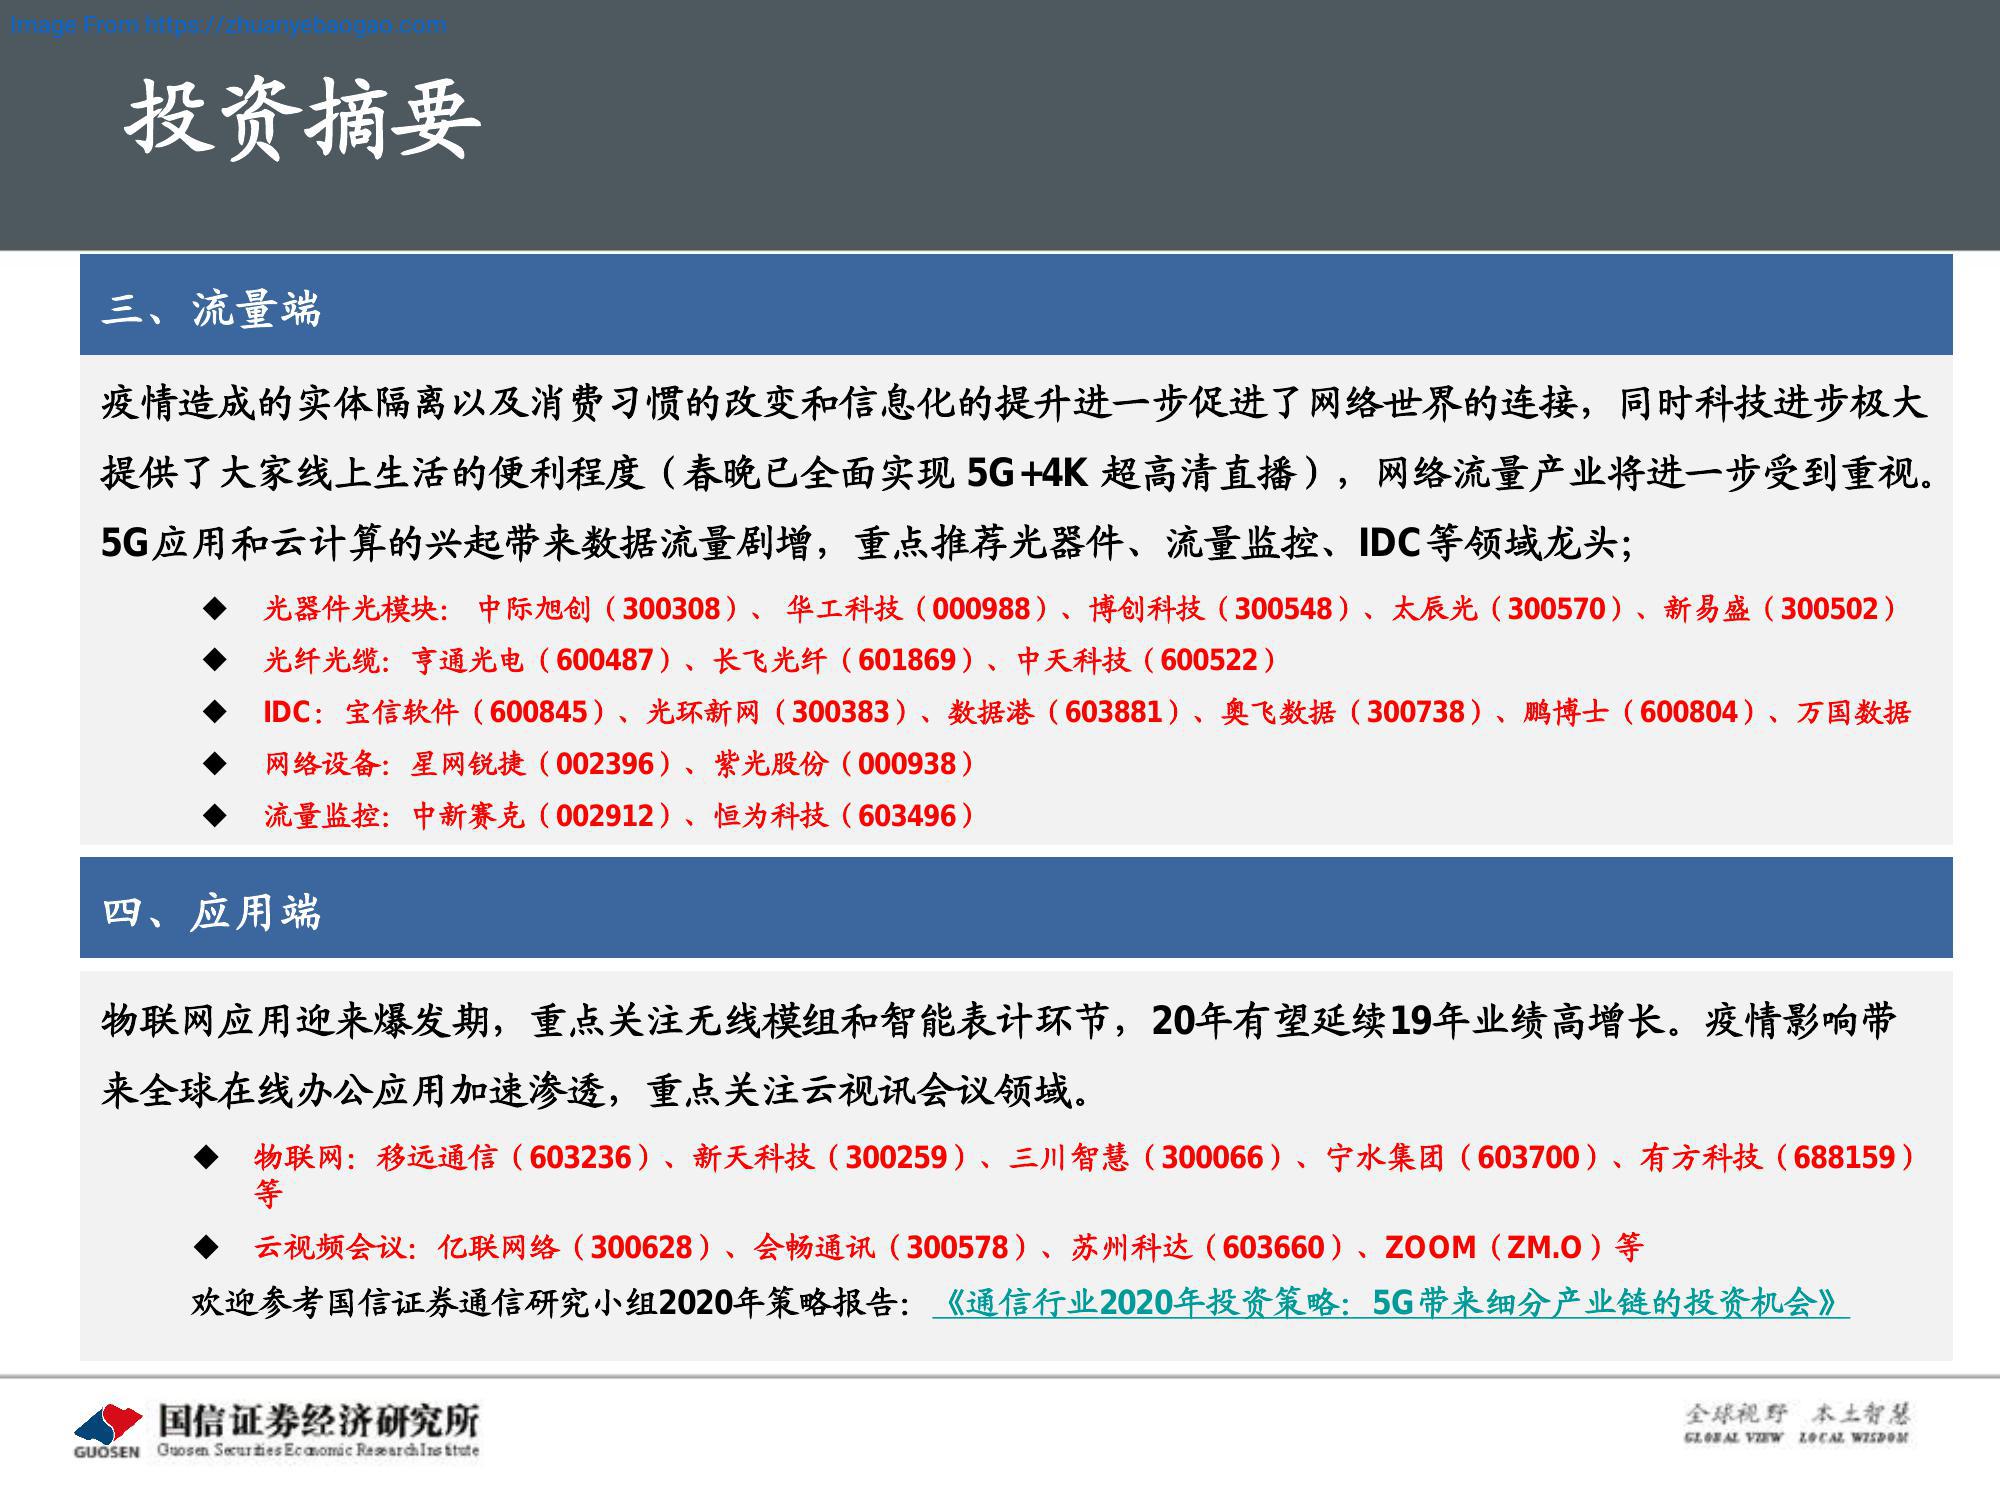 Image From https://zhuanyebaogao.com
投资摘要
三、流量端
疫情造成的实体隔离以及消费习惯的改变和信息化的提升进一步促进了网络世界的连接，同时科技进步极大
提供了大家线上生活的便利程度（春晚已全面实现 5G+4K 超高清直播），网络流量产业将进一步受到重视。
5G应用和云计算的兴起带来数据流量剧增，重点推荐光器件、流量监控、IDC等领域龙头；
◆ 光器件光模块： 中际旭创（300308）、 华工科技（000988）、博创科技（300548）、太辰光（300570）、新易盛（300502）
◆ 光纤光缆：亨通光电（600487）、长飞光纤（601869）、中天科技（600522）
◆ IDC：宝信软件（600845）、光环新网（300383）、数据港（603881）、奥飞数据（300738）、鹏博士（600804）、万国数据
◆ 网络设备：星网锐捷（002396）、紫光股份（000938）
◆ 流量监控：中新赛克（002912）、恒为科技（603496）
四、应用端
物联网应用迎来爆发期，重点关注无线模组和智能表计环节，20年有望延续19年业绩高增长。疫情影响带
来全球在线办公应用加速渗透，重点关注云视讯会议领域。
◆ 物联网：移远通信（603236）、新天科技（300259）、三川智慧（300066）、宁水集团（603700）、有方科技（688159）
等
◆ 云视频会议：亿联网络（300628）、会畅通讯（300578）、苏州科达（603660）、ZOOM（ZM.O）等
欢迎参考国信证券通信研究小组2020年策略报告：《通信行业2020年投资策略：5G带来细分产业链的投资机会》
GUOSEN
国信证券经济研究所
Guosen Securities Economic Research Institute
全球视野 本土智慧
GLOBAL VIEW LOCAL WISDOM